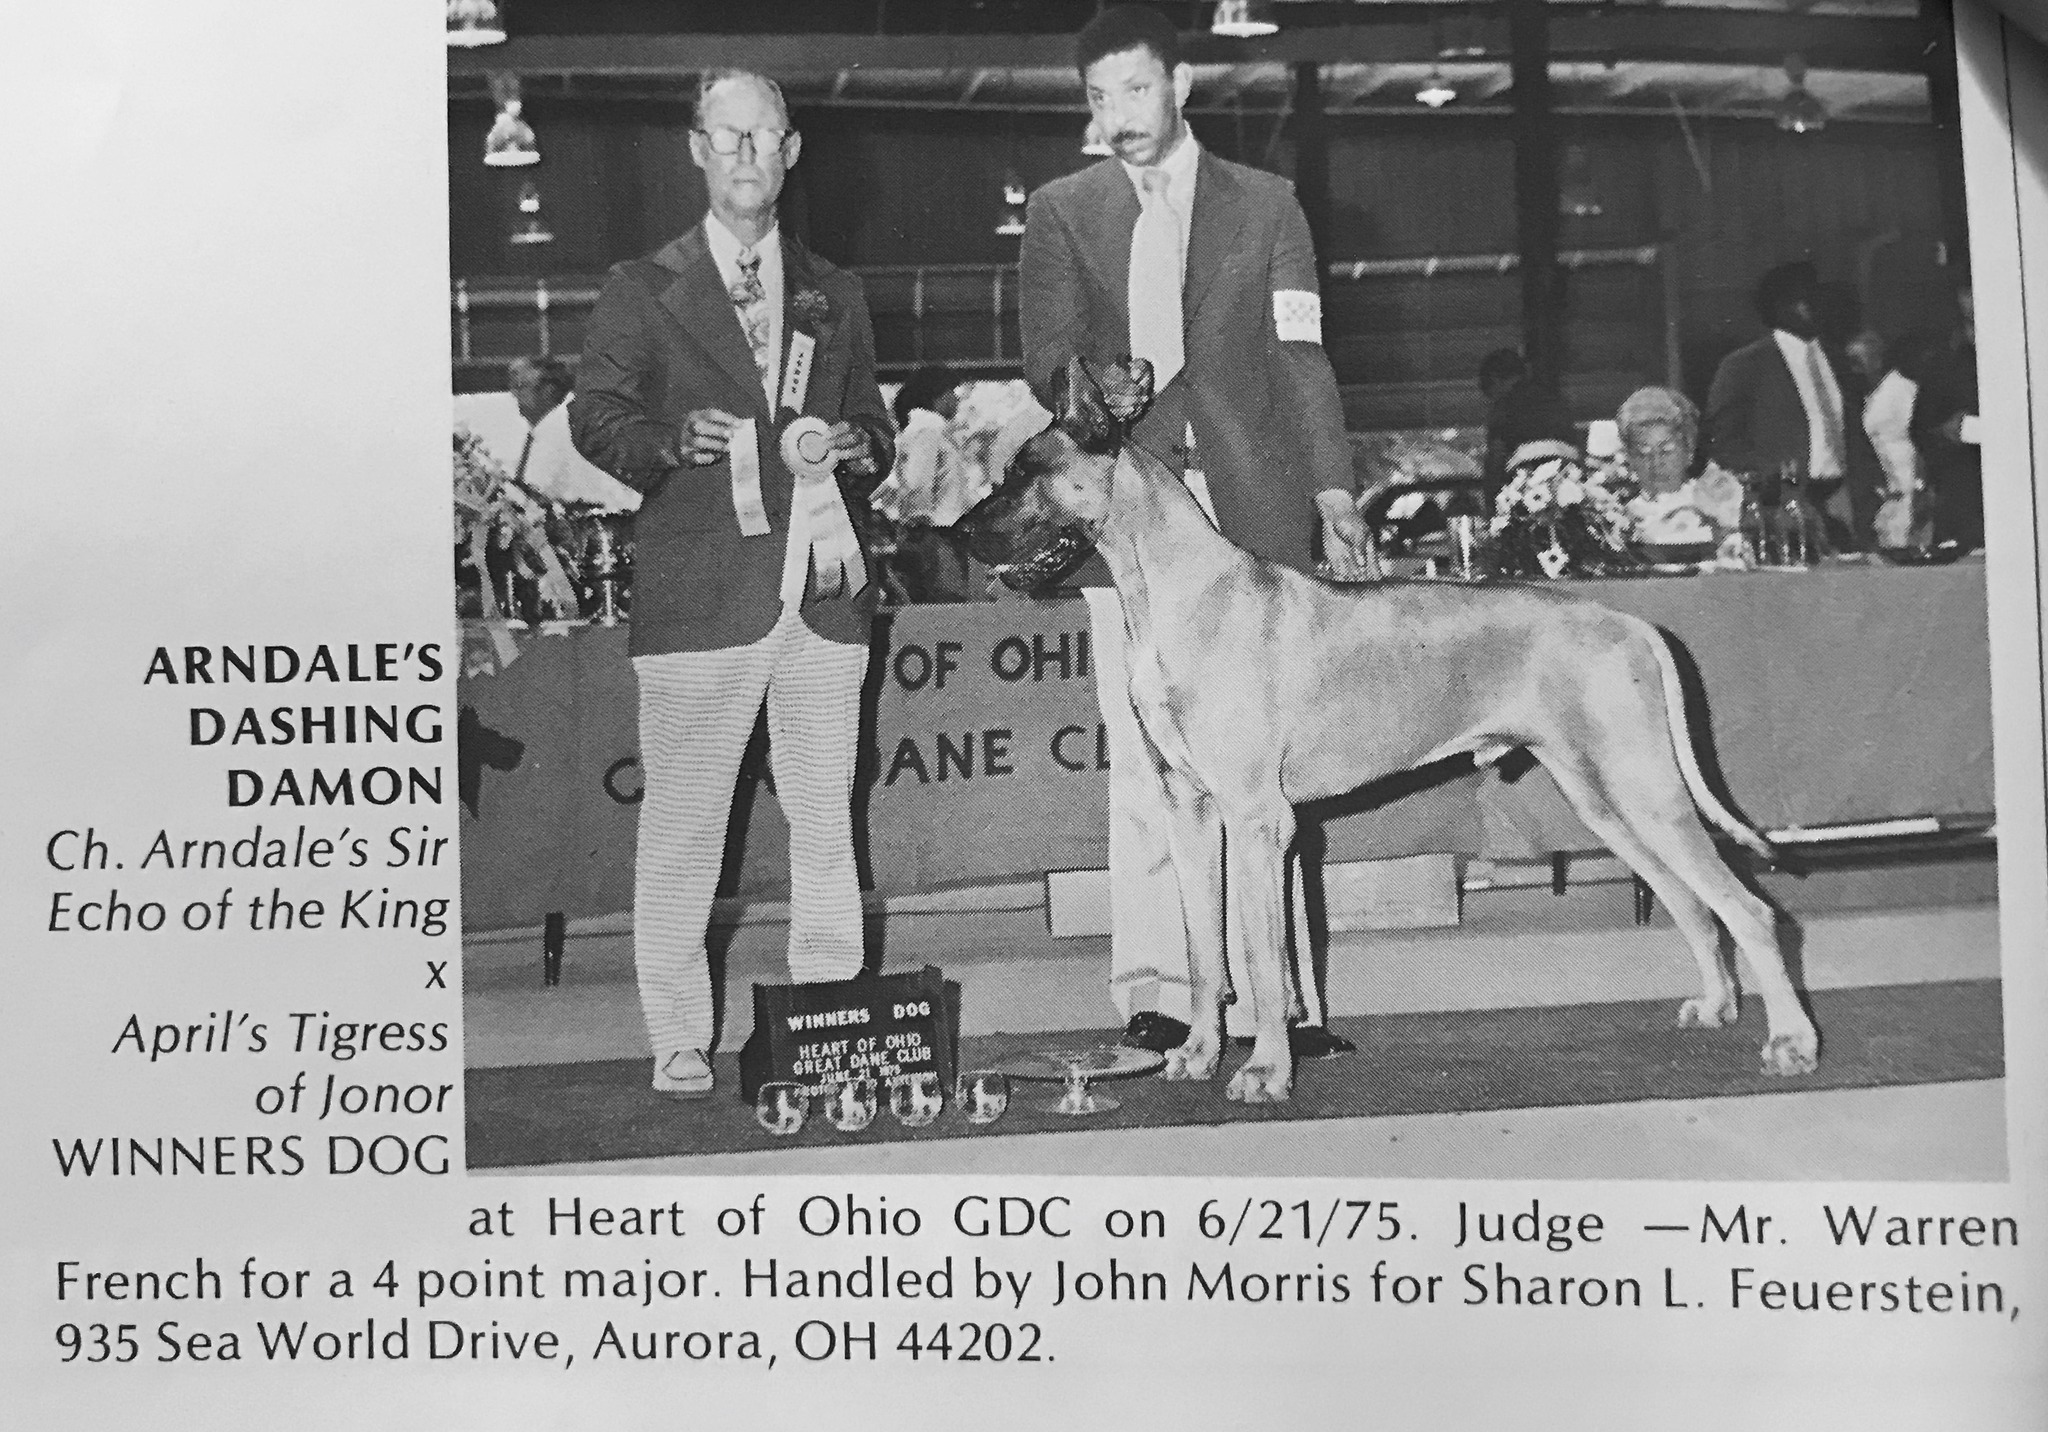 ARNDALE'S
DASHING
DAMON
Ch. Arndale's Sir
Echo of the King
x
April's Tigress
of Jonor
WINNERS DOG
at Heart of Ohio GDC on 6/21/75. Judge —Mr. Warren
French for a 4 point major. Handled by John Morris for Sharon L. Feuerstein,
935 Sea World Drive, Aurora, OH 44202.
JUDGE
OF OHI
DANE CL
WINNERS DOG
HEART OF OHIO
GREAT DANE CLUB
JUNE 21 1975